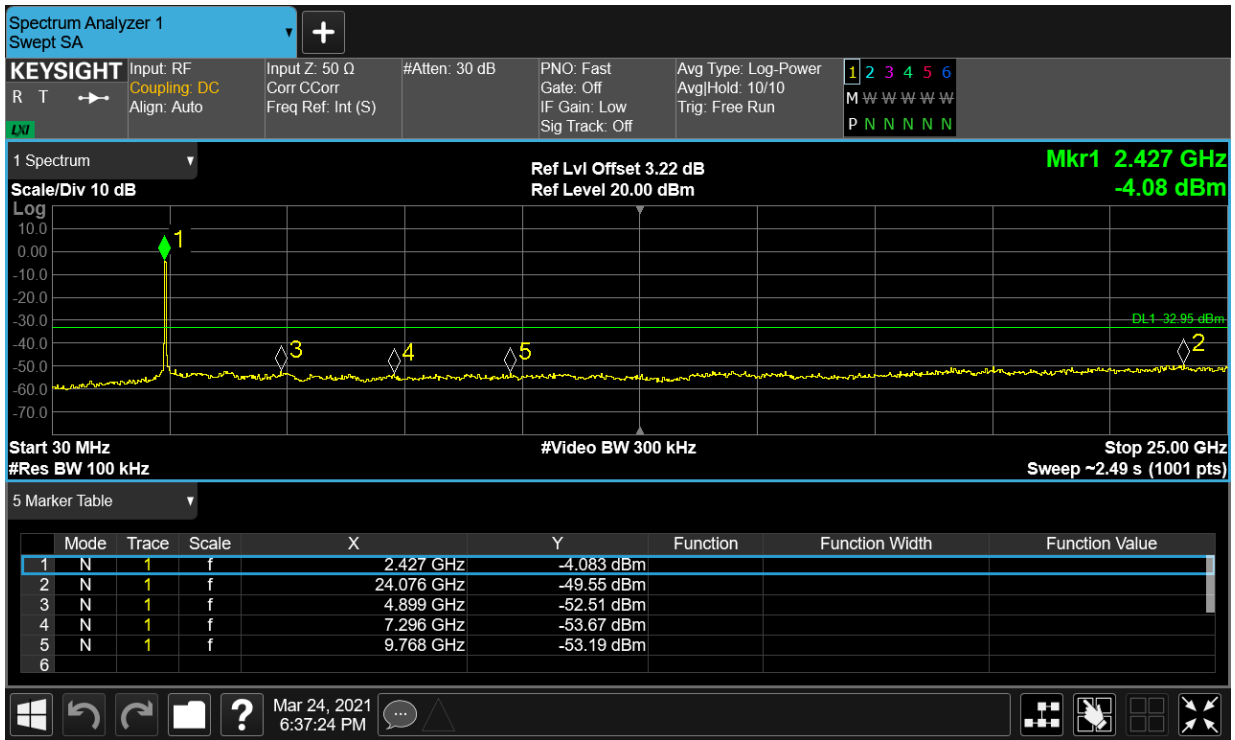 Spectrum Analyzer 1
Swept SA
+
KEYSIGHT
R T
LXI
Input: RF
Coupling: DC
Align: Auto
Input Z: 50 Ω
Corr CCorr
Freq Ref: Int (S)
#Atten: 30 dB
PNO: Fast
Gate: Off
IF Gain: Low
Sig Track: Off
Avg Type: Log-Power
Avg|Hold: 10/10
Trig: Free Run
1 2 3 4 5 6
M W W W W W
P N N N N N N
1 Spectrum
Scale/Div 10 dB
Ref Lvl Offset 3.22 dB
Ref Level 20.00 dBm
Mkr1 2.427 GHz
-4.08 dBm
Log
10.0
0.00
-10.0
-20.0
-30.0
-40.0
-50.0
-60.0
-70.0
1
3
4
5
2
DL1 -32.95 dBm
Start 30 MHz
#Res BW 100 kHz
#Video BW 300 kHz
Stop 25.00 GHz
Sweep ~2.49 s (1001 pts)
5 Marker Table
Mode Trace Scale X Y Function Function Width Function Value
1 N 1 f 2.427 GHz -4.083 dBm
2 N 1 f 24.076 GHz -49.55 dBm
3 N 1 f 4.899 GHz -52.51 dBm
4 N 1 f 7.296 GHz -53.67 dBm
5 N 1 f 9.768 GHz -53.19 dBm
6
?
Mar 24, 2021
6:37:24 PM